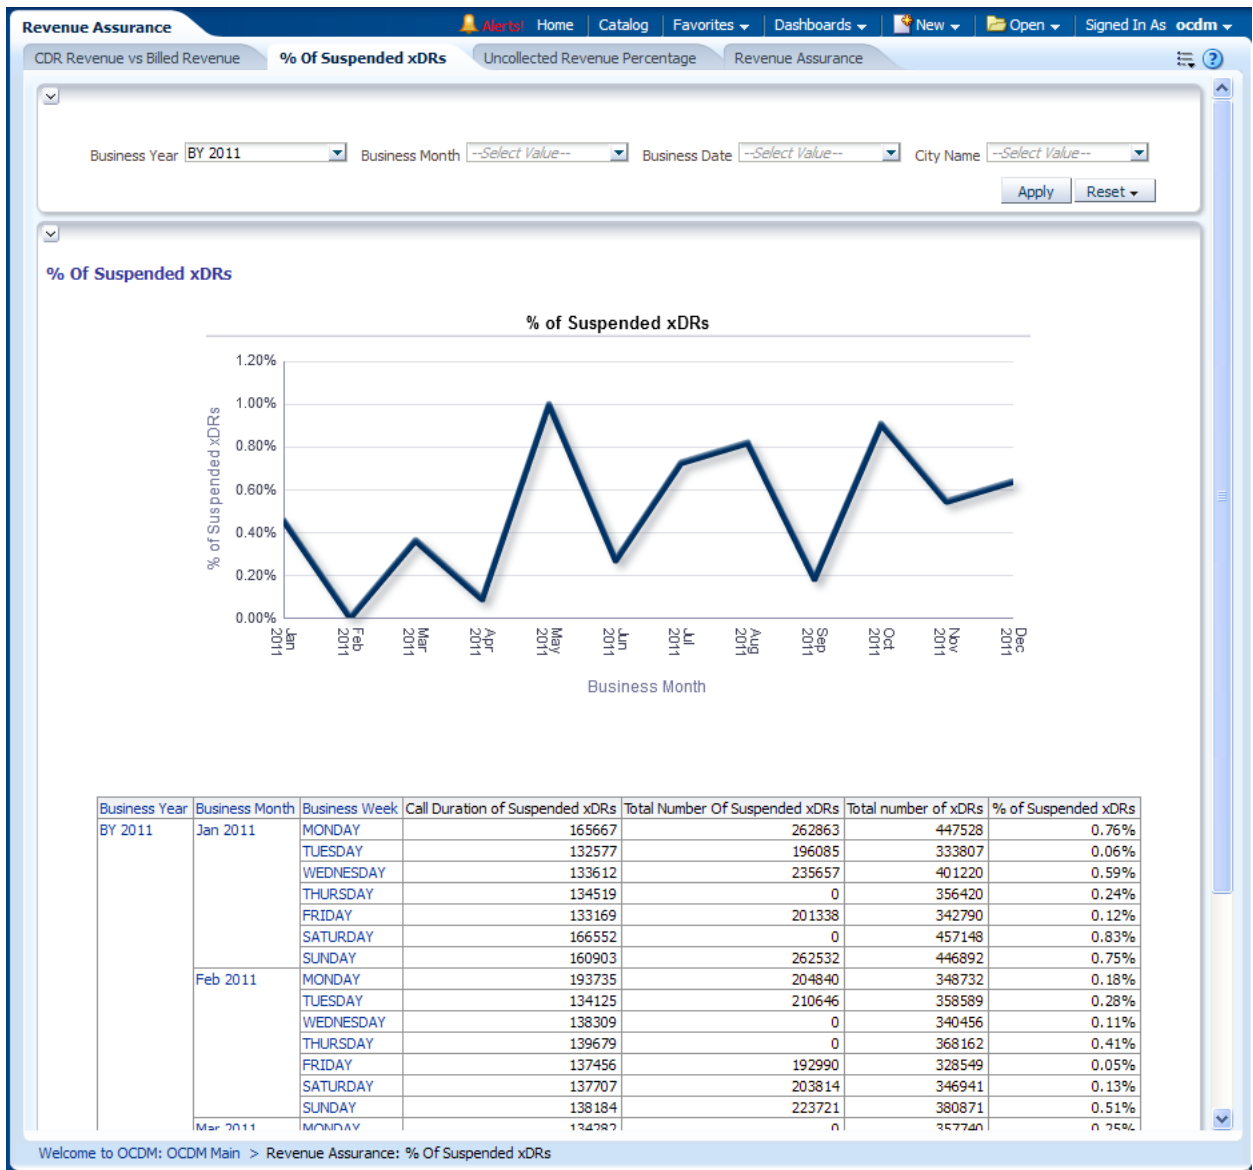 Revenue Assurance
Alerts! Home Catalog Favorites Dashboards New Open Signed In As ocdm
CDR Revenue vs Billed Revenue % Of Suspended xDRs Uncollected Revenue Percentage Revenue Assurance
Business Year BY 2011 Business Month --Select Value-- Business Date --Select Value-- City Name --Select Value--
Apply Reset
% Of Suspended xDRs
% of Suspended xDRs
1.20%
1.00%
0.80%
0.60%
0.40%
0.20%
0.00%
% of Suspended xDRs
Jan 2011 Feb 2011 Mar 2011 Apr 2011 May 2011 Jun 2011 Jul 2011 Aug 2011 Sep 2011 Oct 2011 Nov 2011 Dec 2011
Business Month
Business Year Business Month Business Week Call Duration of Suspended xDRs Total Number Of Suspended xDRs Total number of xDRs % of Suspended xDRs
BY 2011 Jan 2011 MONDAY 165667 262863 447528 0.76%
TUESDAY 132577 196085 333807 0.06%
WEDNESDAY 133612 235657 401220 0.59%
THURSDAY 134519 0 356420 0.24%
FRIDAY 133169 201338 342790 0.12%
SATURDAY 166552 0 457148 0.83%
SUNDAY 160903 262532 446892 0.75%
Feb 2011 MONDAY 193735 204840 348732 0.18%
TUESDAY 134125 210646 358589 0.28%
WEDNESDAY 138309 0 340456 0.11%
THURSDAY 139679 0 368162 0.41%
FRIDAY 137456 192990 328549 0.05%
SATURDAY 137707 203814 346941 0.13%
SUNDAY 138184 223721 380871 0.51%
Mar 2011 MONDAY 134282 0 357740 0.25%
Welcome to OCDM: OCDM Main > Revenue Assurance: % Of Suspended xDRs